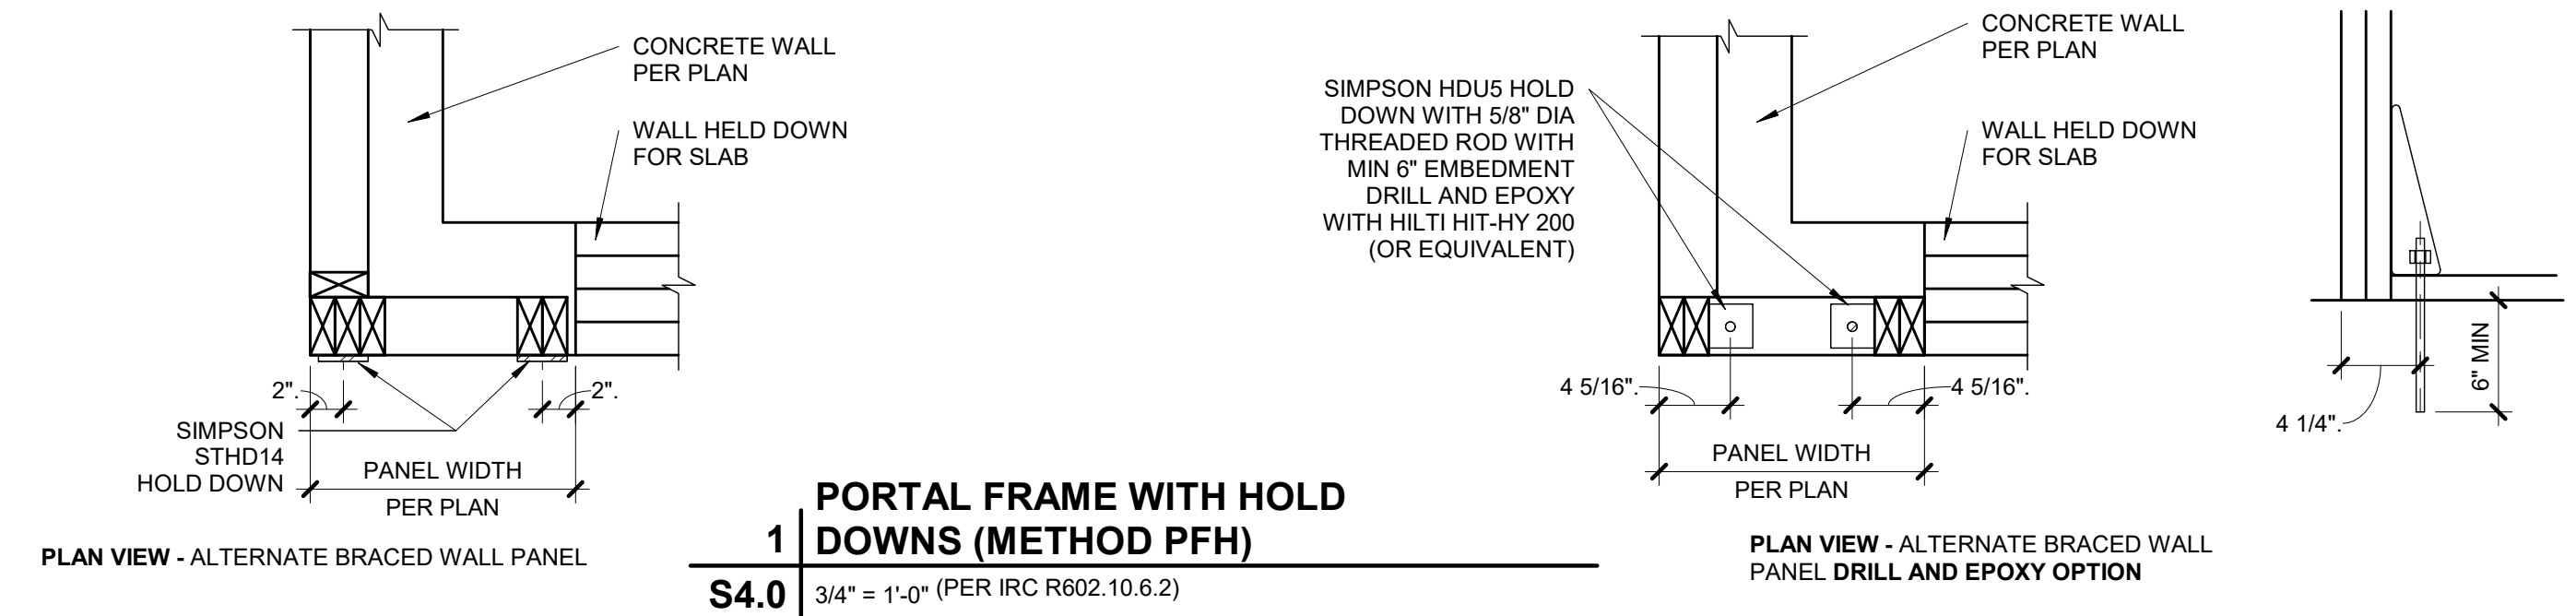 CONCRETE WALL
PER PLAN
WALL HELD DOWN
FOR SLAB
2".
2".
SIMPSON
STHD14
HOLD DOWN
PANEL WIDTH
PER PLAN
PLAN VIEW - ALTERNATE BRACED WALL PANEL
1
PORTAL FRAME WITH HOLD
DOWNS (METHOD PFH)
S4.0
3/4" = 1'-0" (PER IRC R602.10.6.2)
SIMPSON HDU5 HOLD
DOWN WITH 5/8" DIA
THREADED ROD WITH
MIN 6" EMBEDMENT
DRILL AND EPOXY
WITH HILTI HIT-HY 200
(OR EQUIVALENT)
CONCRETE WALL
PER PLAN
WALL HELD DOWN
FOR SLAB
4 5/16".
4 5/16".
PANEL WIDTH
PER PLAN
PLAN VIEW - ALTERNATE BRACED WALL
PANEL DRILL AND EPOXY OPTION
6" MIN
4 1/4".